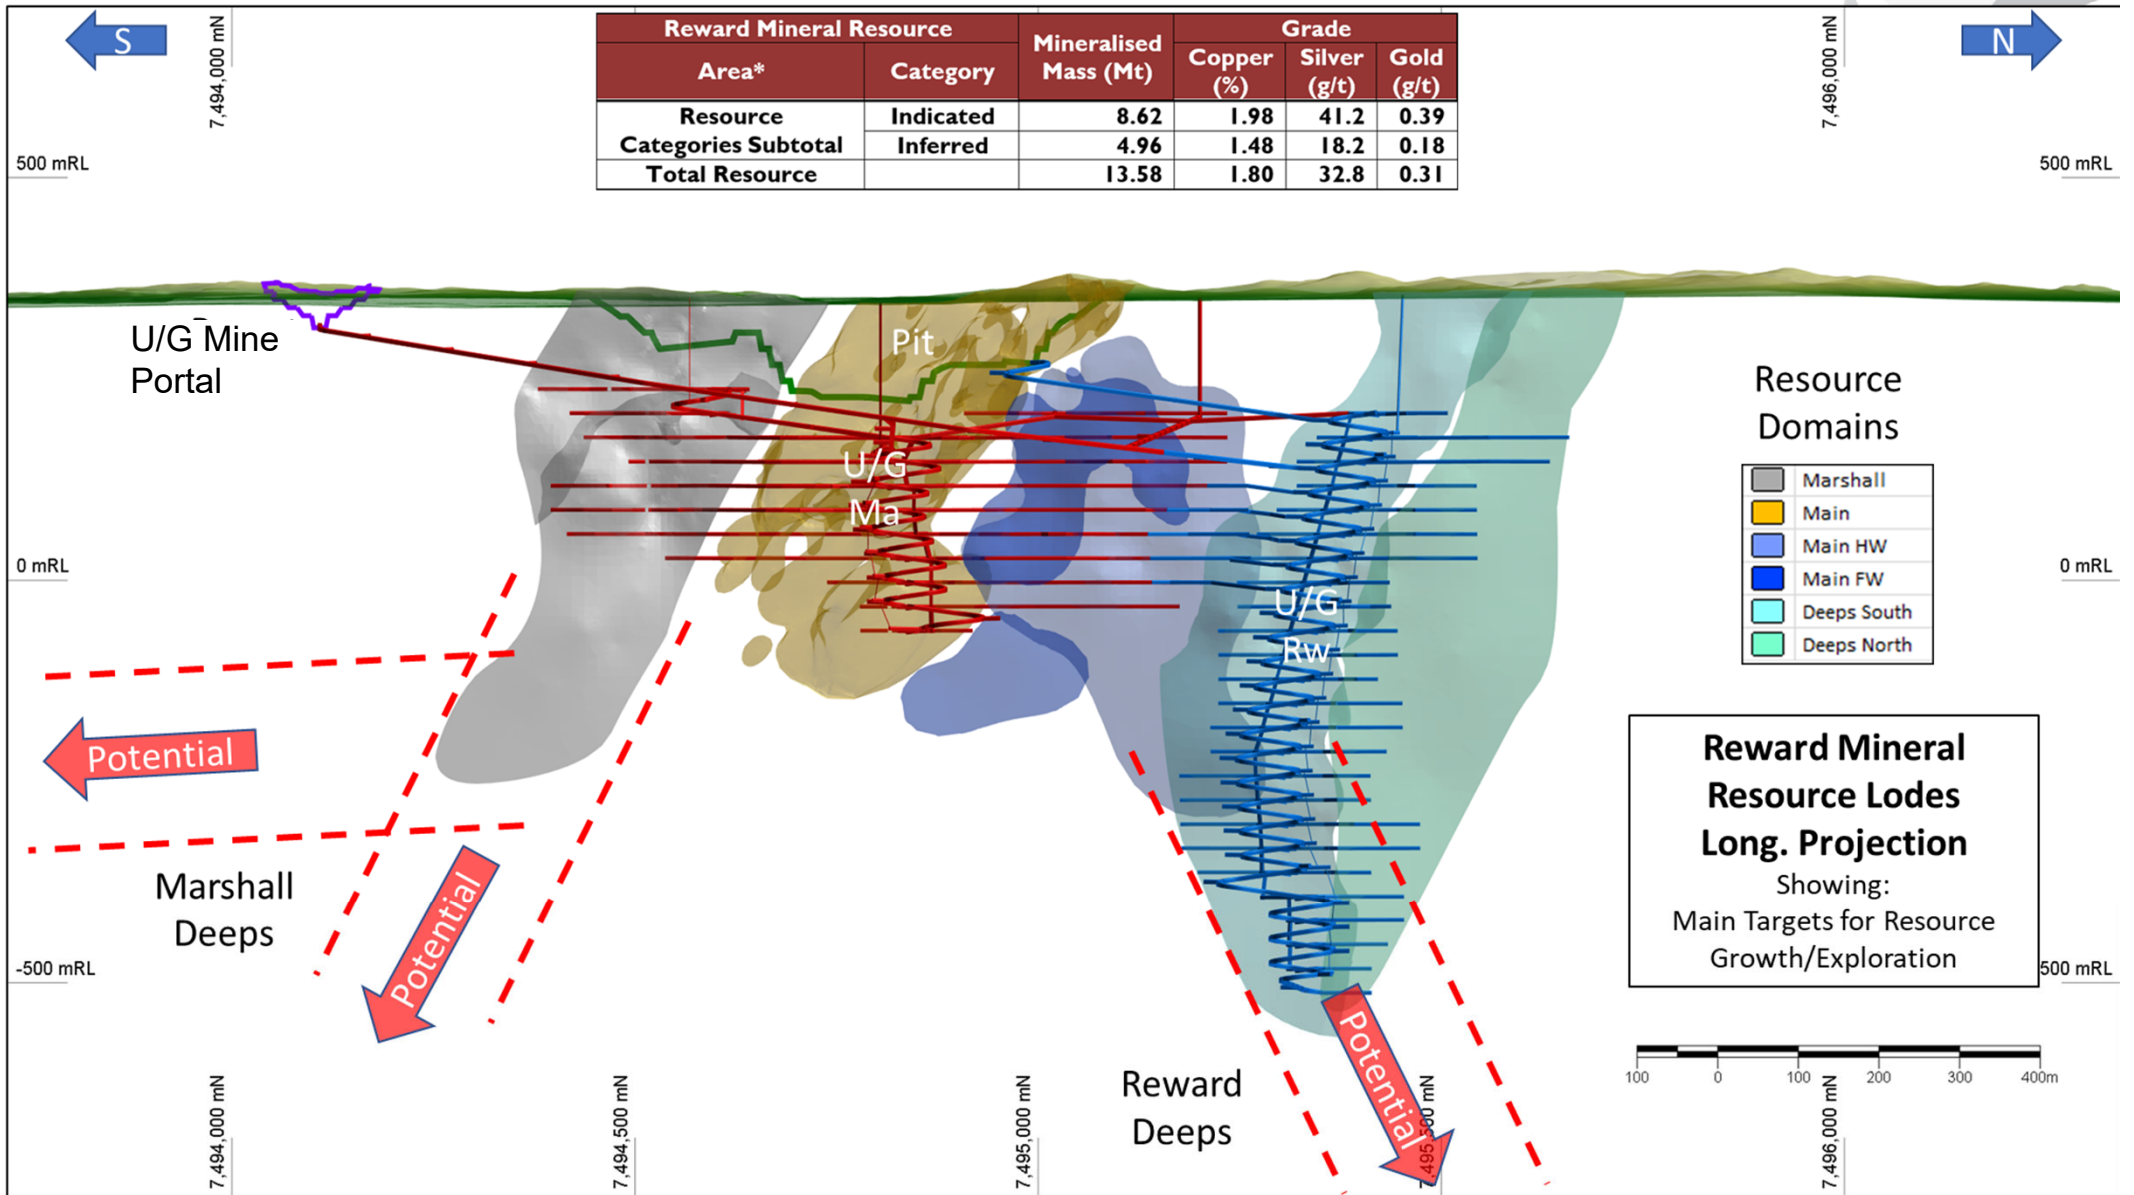 S
N
7,494,000 mN
7,496,000 mN
Reward Mineral Resource
Mineralised Mass (Mt)
Grade
Area*
Category
Copper (%)
Silver (g/t)
Gold (g/t)
Resource Indicated 8.62 1.98 41.2 0.39
Categories Subtotal Inferred 4.96 1.48 18.2 0.18
Total Resource 13.58 1.80 32.8 0.31
500 mRL
500 mRL
U/G Mine
Portal
Pit
U/G
Ma
U/G
Rw
Resource
Domains
Marshall
Main
Main HW
Main FW
Deeps South
Deeps North
0 mRL
0 mRL
Potential
Marshall
Deeps
Potential
Reward Mineral
Resource Lodes
Long. Projection
Showing:
Main Targets for Resource
Growth/Exploration
-500 mRL
500 mRL
Reward
Deeps
Potential
100 0 100 200 300 400m
7,494,000 mN
7,494,500 mN
7,495,000 mN
7,495,500 mN
7,496,000 mN